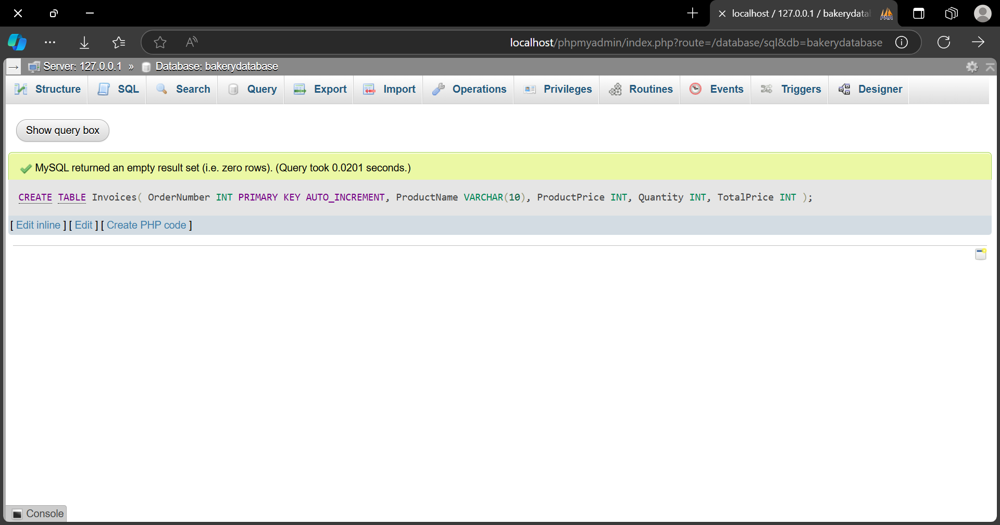 localhost / 127.0.0.1 / bakerydata
localhost/phpmyadmin/index.php?route=/database/sql&db=bakerydatabase
Server: 127.0.0.1 » Database: bakerydatabase
Structure SQL Search Query Export Import Operations Privileges Routines Events Triggers Designer
Show query box
MySQL returned an empty result set (i.e. zero rows). (Query took 0.0201 seconds.)
CREATE TABLE Invoices( OrderNumber INT PRIMARY KEY AUTO_INCREMENT, ProductName VARCHAR(10), ProductPrice INT, Quantity INT, TotalPrice INT );
[ Edit inline ] [ Edit ] [ Create PHP code ]
Console